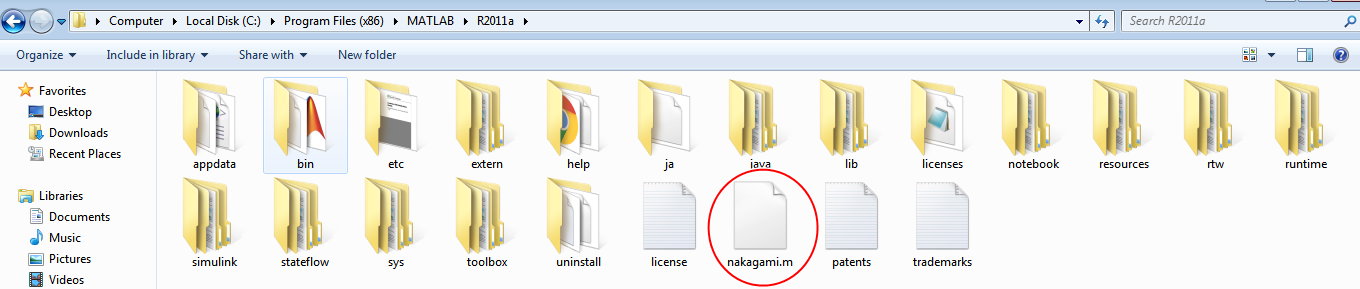 Computer Local Disk (C:) Program Files (x86) MATLAB R2011a Search R2011a
Organize Include in library Share with New folder
Favorites
Desktop
Downloads
Recent Places
Libraries
Documents
Music
Pictures
Videos
appdata bin etc extern help ja java lib licenses notebook resources rtw runtime
simulink stateflow sys toolbox uninstall license nakagami.m patents trademarks